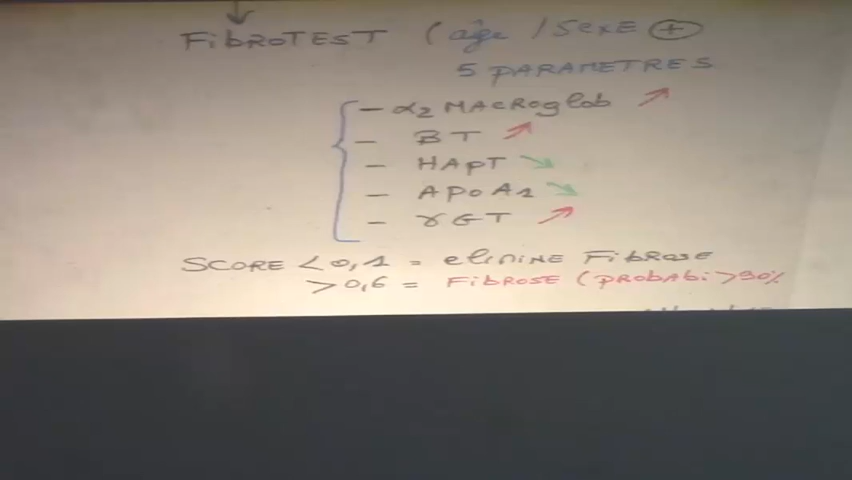 FibROTEST (age / SexE +
5 PARAMETRES
- α2 MAcRoglob ↗
- BT ↗
- HApT ↘
- APoA1 ↘
- γGT ↗
SCORE < 0,1 = eliMiNE FibRose
> 0,6 = FibROSE (PRObAbi >90%